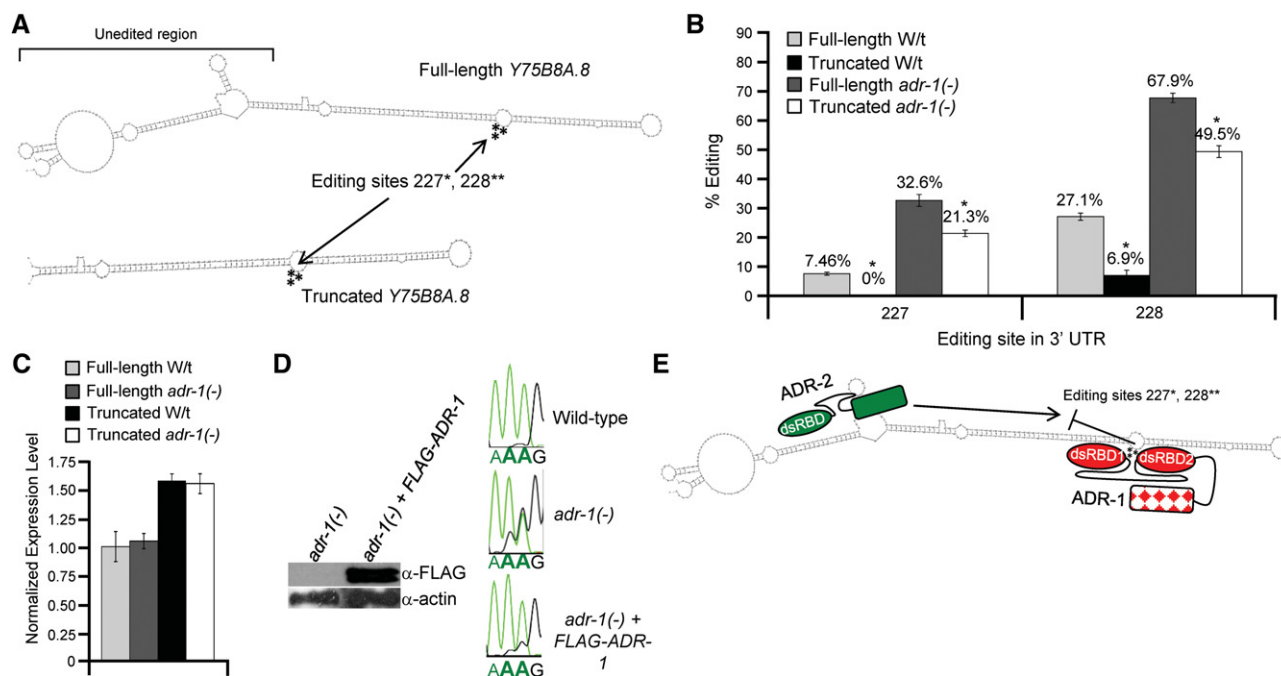 A
Unedited region
Full-length Y75B8A.8
***
Editing sites 227*, 228**
***
Truncated Y75B8A.8
B
Full-length W/t
Truncated W/t
Full-length adr-1(-)
Truncated adr-1(-)
% Editing
90
80
70
60
50
40
30
20
10
0
7.46%
*
0%
32.6%
*
21.3%
27.1%
*
6.9%
67.9%
*
49.5%
227
228
Editing site in 3' UTR
C
Full-length W/t
Full-length adr-1(-)
Truncated W/t
Truncated adr-1(-)
Normalized Expression Level
1.75
1.50
1.25
1.00
0.75
0.50
0.25
0
D
adr-1(-)
adr-1(-) + FLAG-ADR-1
α-FLAG
α-actin
Wild-type
AAAG
adr-1(-)
AAAG
adr-1(-) +
FLAG-ADR-
1
AAAG
E
ADR-2
dsRBD
Editing sites 227*, 228**
dsRBD1
dsRBD2
ADR-1